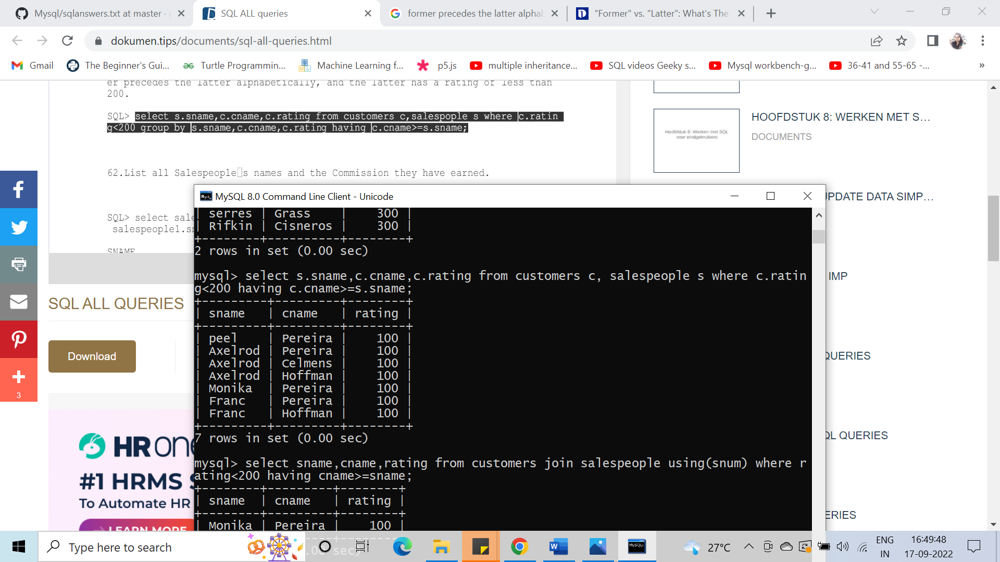 Mysql/sqlanswers.txt at master ·
SQL ALL queries
former precedes the latter alphab
"Former" vs. "Latter": What's The
dokumen.tips/documents/sql-all-queries.html
Gmail
The Beginner's Gui...
Turtle Programmin...
Machine Learning f...
p5.js
multiple inheritance...
SQL videos Geeky s...
Mysql workbench-g...
36-41 and 55-65 -...
»
er precedes the latter alphabetically, and the latter has a rating of less than
200.
SQL> select s.sname,c.cname,c.rating from customers c,salespople s where c.ratin
g<200 group by s.sname,c.cname,c.rating having c.cname>=s.sname;
62.List all Salespeople s names and the Commission they have earned.
SQL> select sale
salespeople1.sn
SNAME
3
SQL ALL QUERIES
Download
HRone
#1 HRMS S
To Automate HR
LEARN MORE
Hoofdstuk 8: Werken met SQL
voor eindgebruikers
HOOFDSTUK 8: WERKEN MET S...
DOCUMENTS
UPDATE DATA SIMP...
IMP
QUERIES
QL QUERIES
ERIES
MySQL 8.0 Command Line Client - Unicode
| serres | Grass | 300 |
| Rifkin | Cisneros | 300 |
+--------+----------+--------+
2 rows in set (0.00 sec)
mysql> select s.sname,c.cname,c.rating from customers c, salespeople s where c.ratin
g<200 having c.cname>=s.sname;
+---------+---------+--------+
| sname | cname | rating |
+---------+---------+--------+
| peel | Pereira | 100 |
| Axelrod | Pereira | 100 |
| Axelrod | Celmens | 100 |
| Axelrod | Hoffman | 100 |
| Monika | Pereira | 100 |
| Franc | Pereira | 100 |
| Franc | Hoffman | 100 |
+---------+---------+--------+
7 rows in set (0.00 sec)
mysql> select sname,cname,rating from customers join salespeople using(snum) where r
ating<200 having cname>=sname;
+--------+---------+--------+
| sname | cname | rating |
+--------+---------+--------+
| Monika | Pereira | 100 |
.00 sec)
Type here to search
MySQL
27°C
ENG
IN
16:49:48
17-09-2022